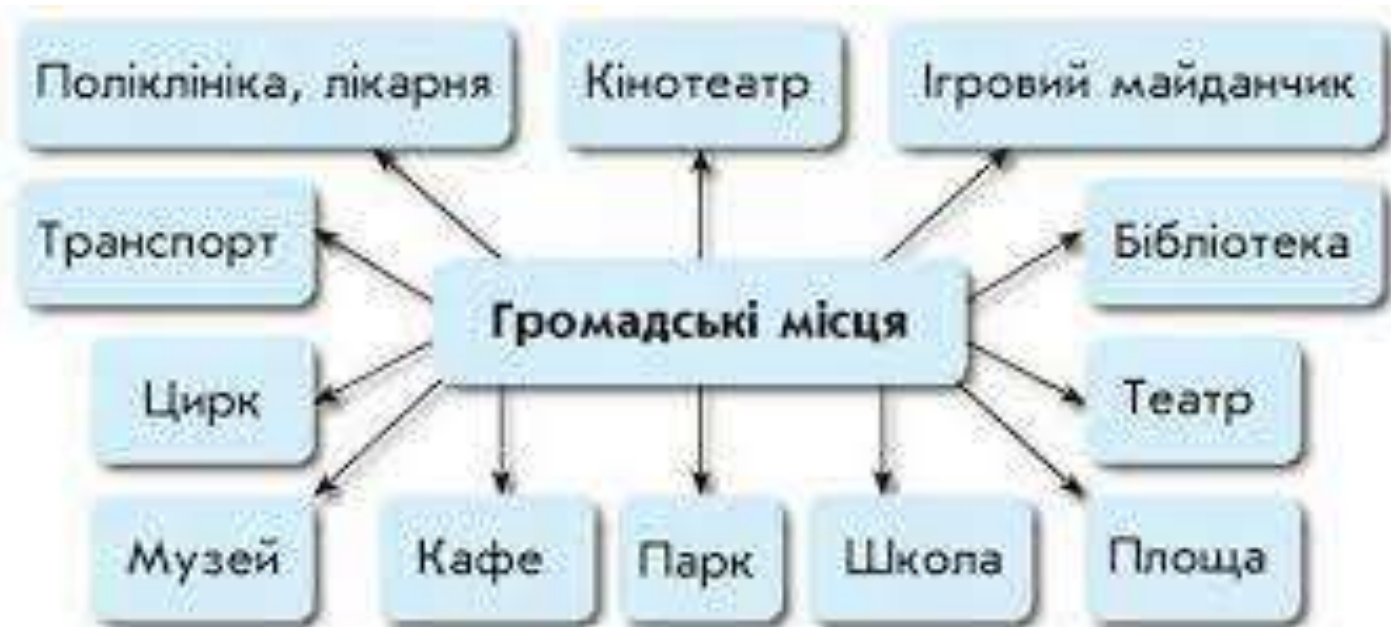 Поліклініка, лікарня
Кінотеатр
Ігровий майданчик
Транспорт
Бібліотека
Громадські місця
Цирк
Театр
Музей
Кафе
Парк
Школа
Площа